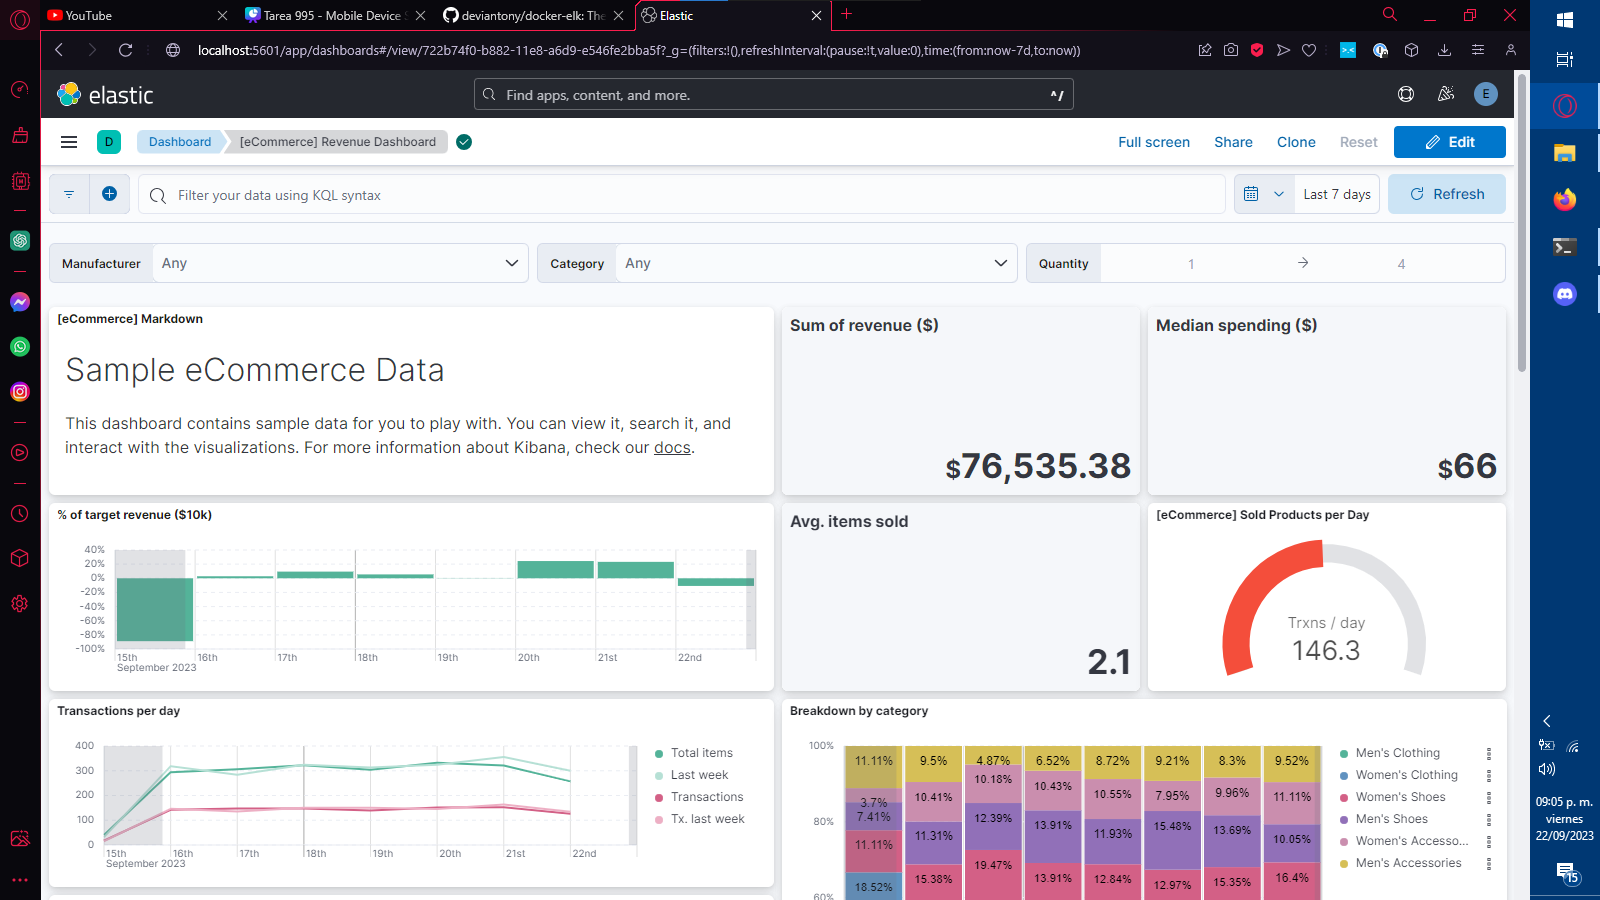 YouTube
Tarea 995 - Mobile Device S
deviantony/docker-elk: The
Elastic
localhost:5601/app/dashboards#/view/722b74f0-b882-11e8-a6d9-e546fe2bba5f?_g=(filters:!(),refreshInterval:(pause:!t,value:0),time:(from:now-7d,to:now))
elastic
Find apps, content, and more.
^/
E
D
Dashboard
[eCommerce] Revenue Dashboard
Full screen
Share
Clone
Reset
Edit
Filter your data using KQL syntax
Last 7 days
Refresh
Manufacturer
Any
Category
Any
Quantity
1
→
4
[eCommerce] Markdown
Sample eCommerce Data
This dashboard contains sample data for you to play with. You can view it, search it, and
interact with the visualizations. For more information about Kibana, check our docs.
Sum of revenue ($)
$76,535.38
Median spending ($)
$66
% of target revenue ($10k)
40%
20%
0%
-20%
-40%
-60%
-80%
-100%
15th
16th
17th
18th
19th
20th
21st
22nd
September 2023
Avg. items sold
2.1
[eCommerce] Sold Products per Day
Trxns / day
146.3
Transactions per day
400
300
200
100
0
15th
16th
17th
18th
19th
20th
21st
22nd
September 2023
Total items
Last week
Transactions
Tx. last week
Breakdown by category
100%
80%
60%
11.11%
3.7%
7.41%
11.11%
18.52%
9.5%
10.41%
11.31%
15.38%
4.87%
10.18%
12.39%
19.47%
6.52%
10.43%
13.91%
13.91%
8.72%
10.55%
11.93%
12.84%
9.21%
7.95%
15.48%
12.97%
8.3%
9.96%
13.69%
15.35%
9.52%
11.11%
10.05%
16.4%
Men's Clothing
Women's Clothing
Women's Shoes
Men's Shoes
Women's Accesso...
Men's Accessories
09:05 p. m.
viernes
22/09/2023
15